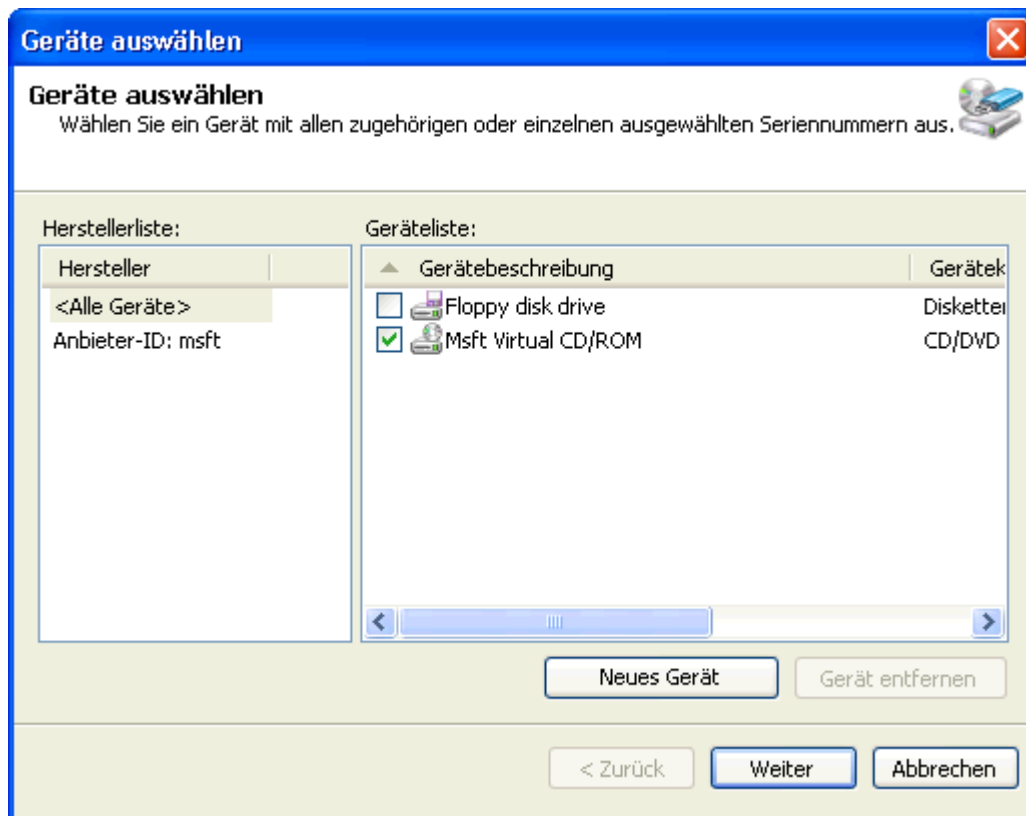 Geräte auswählen
Geräte auswählen
Wählen Sie ein Gerät mit allen zugehörigen oder einzelnen ausgewählten Seriennummern aus.
Herstellerliste:
Geräteliste:
Hersteller
Gerätebeschreibung
Gerätek
<Alle Geräte>
Floppy disk drive
Disketten
Anbieter-ID: msft
Msft Virtual CD/ROM
CD/DVD
Neues Gerät
Gerät entfernen
< Zurück
Weiter
Abbrechen